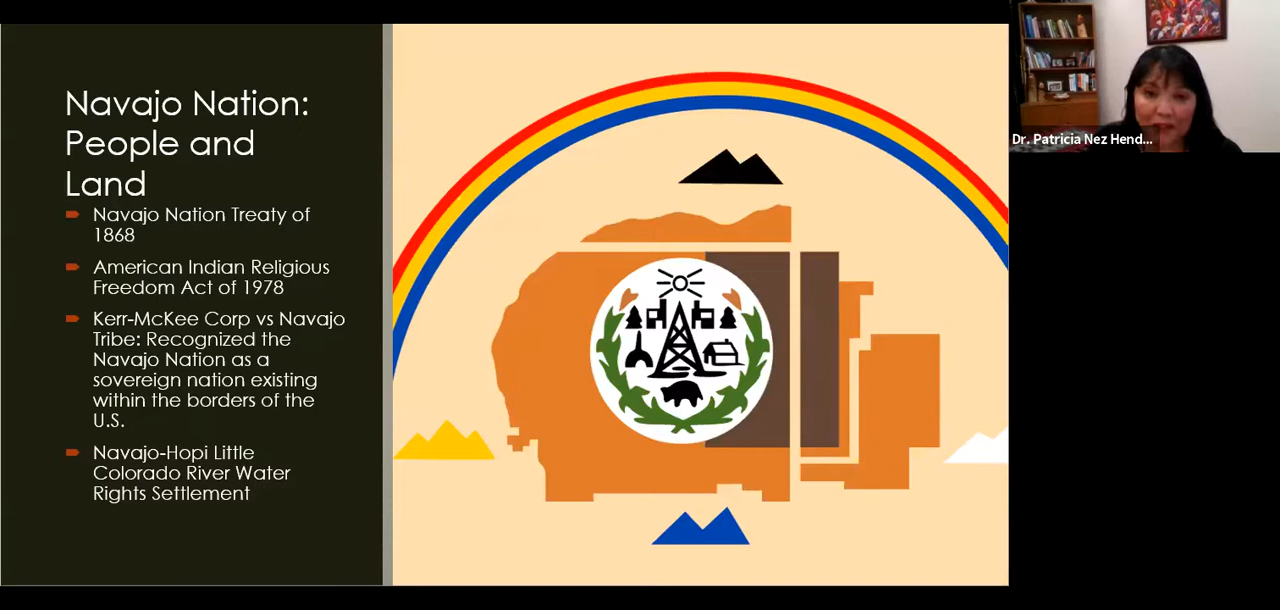 Navajo Nation:
People and
Land
Navajo Nation Treaty of
1868
American Indian Religious
Freedom Act of 1978
Kerr-McKee Corp vs Navajo
Tribe: Recognized the
Navajo Nation as a
sovereign nation existing
within the borders of the
U.S.
Navajo-Hopi Little
Colorado River Water
Rights Settlement
Dr. Patricia Nez Hend...